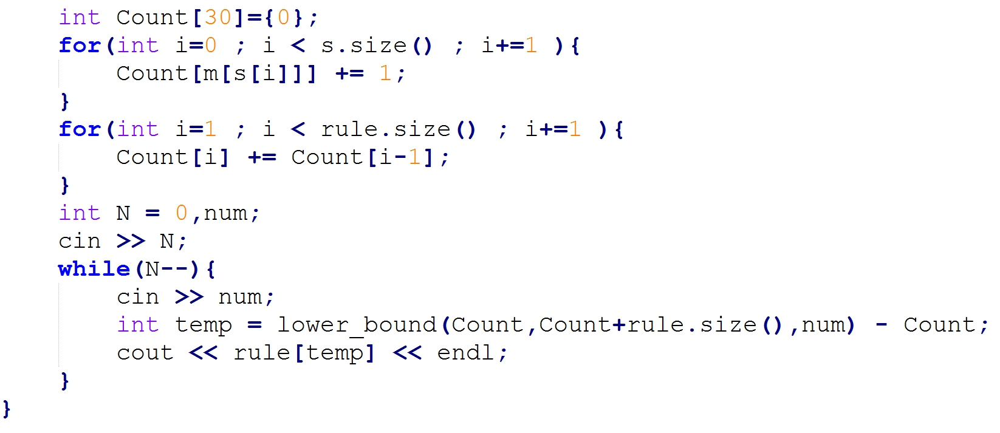 int Count[30]={0};
for(int i=0 ; i < s.size() ; i+=1 ){
Count[m[s[i]]] += 1;
}
for(int i=1 ; i < rule.size() ; i+=1 ){
Count[i] += Count[i-1];
}
int N = 0,num;
cin >> N;
while(N--){
cin >> num;
int temp = lower_bound(Count,Count+rule.size(),num) - Count;
cout << rule[temp] << endl;
}
}